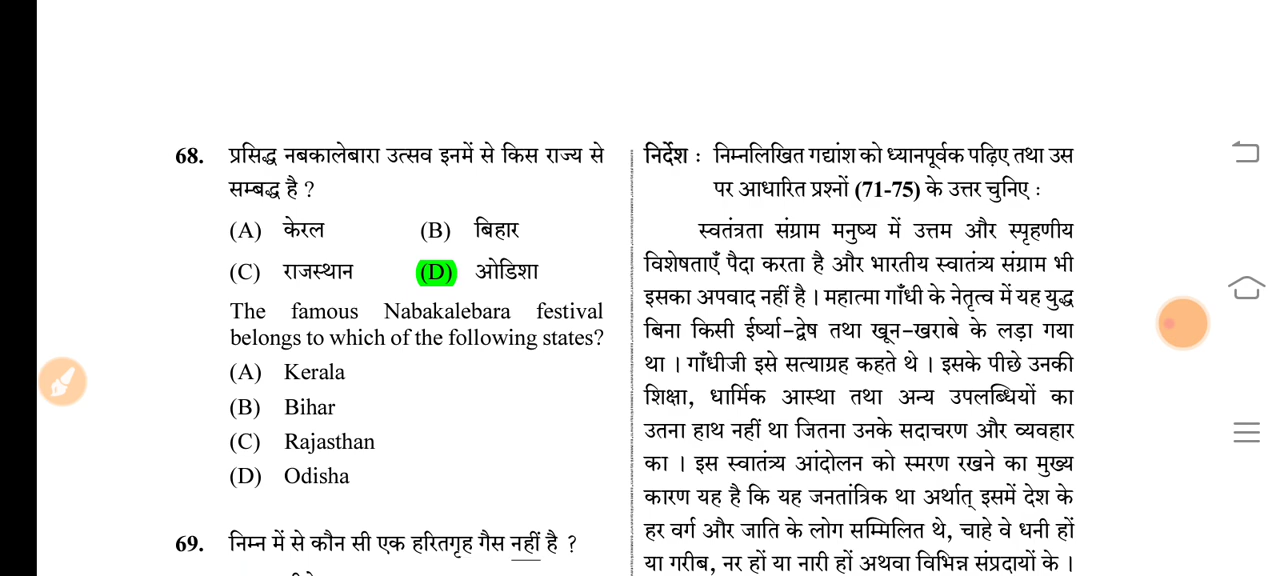 68. प्रसिद्ध नबकालेबारा उत्सव इनमें से किस राज्य से
सम्बद्ध है ?
(A) केरल (B) बिहार
(C) राजस्थान (D) ओडिशा
The famous Nabakalebara festival
belongs to which of the following states?
(A) Kerala
(B) Bihar
(C) Rajasthan
(D) Odisha
69. निम्न में से कौन सी एक हरितगृह गैस नहीं है ?
निर्देश : निम्नलिखित गद्यांश को ध्यानपूर्वक पढ़िए तथा उस
पर आधारित प्रश्नों (71-75) के उत्तर चुनिए :
स्वतंत्रता संग्राम मनुष्य में उत्तम और स्पृहणीय
विशेषताएँ पैदा करता है और भारतीय स्वातंत्र्य संग्राम भी
इसका अपवाद नहीं है । महात्मा गाँधी के नेतृत्व में यह युद्ध
बिना किसी ईर्ष्या-द्वेष तथा खून-खराबे के लड़ा गया
था । गाँधीजी इसे सत्याग्रह कहते थे । इसके पीछे उनकी
शिक्षा, धार्मिक आस्था तथा अन्य उपलब्धियों का
उतना हाथ नहीं था जितना उनके सदाचरण और व्यवहार
का । इस स्वातंत्र्य आंदोलन को स्मरण रखने का मुख्य
कारण यह है कि यह जनतांत्रिक था अर्थात् इसमें देश के
हर वर्ग और जाति के लोग सम्मिलित थे, चाहे वे धनी हों
या गरीब, नर हों या नारी हों अथवा विभिन्न संप्रदायों के ।